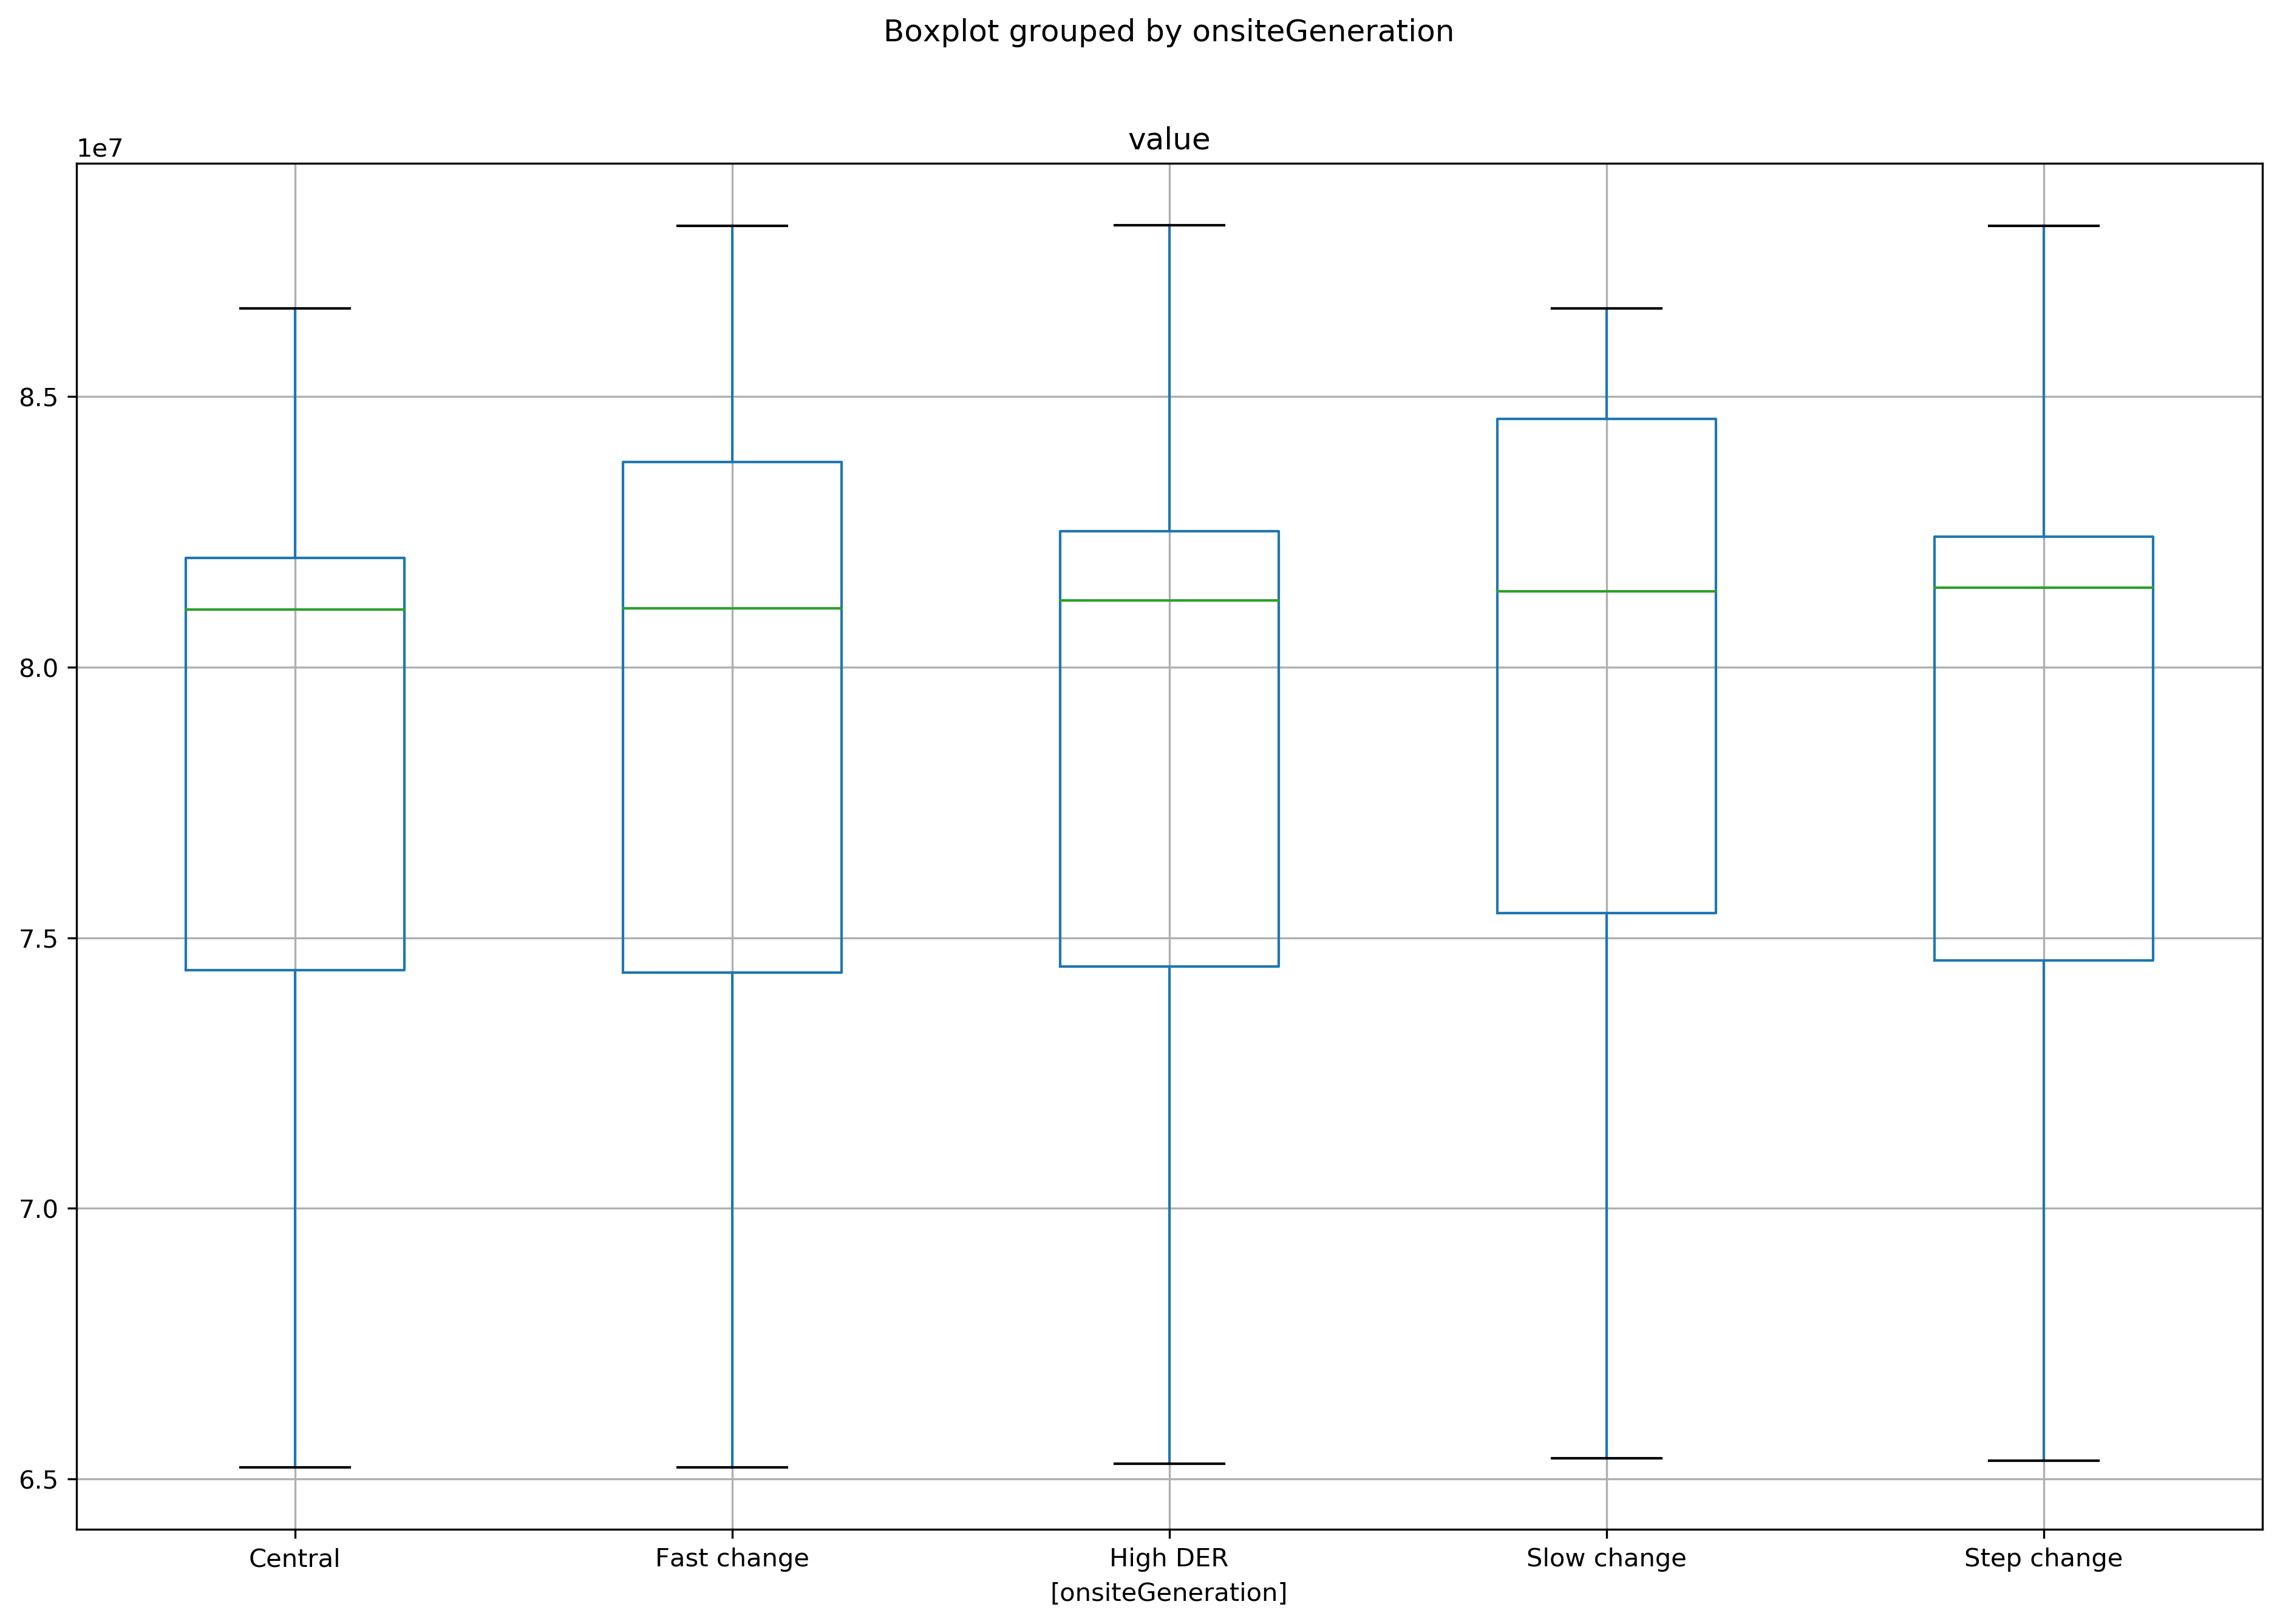 Boxplot grouped by onsiteGeneration
value
1e7
8.5
8.0
7.5
7.0
6.5
Central Fast change High DER Slow change Step change
[onsiteGeneration]